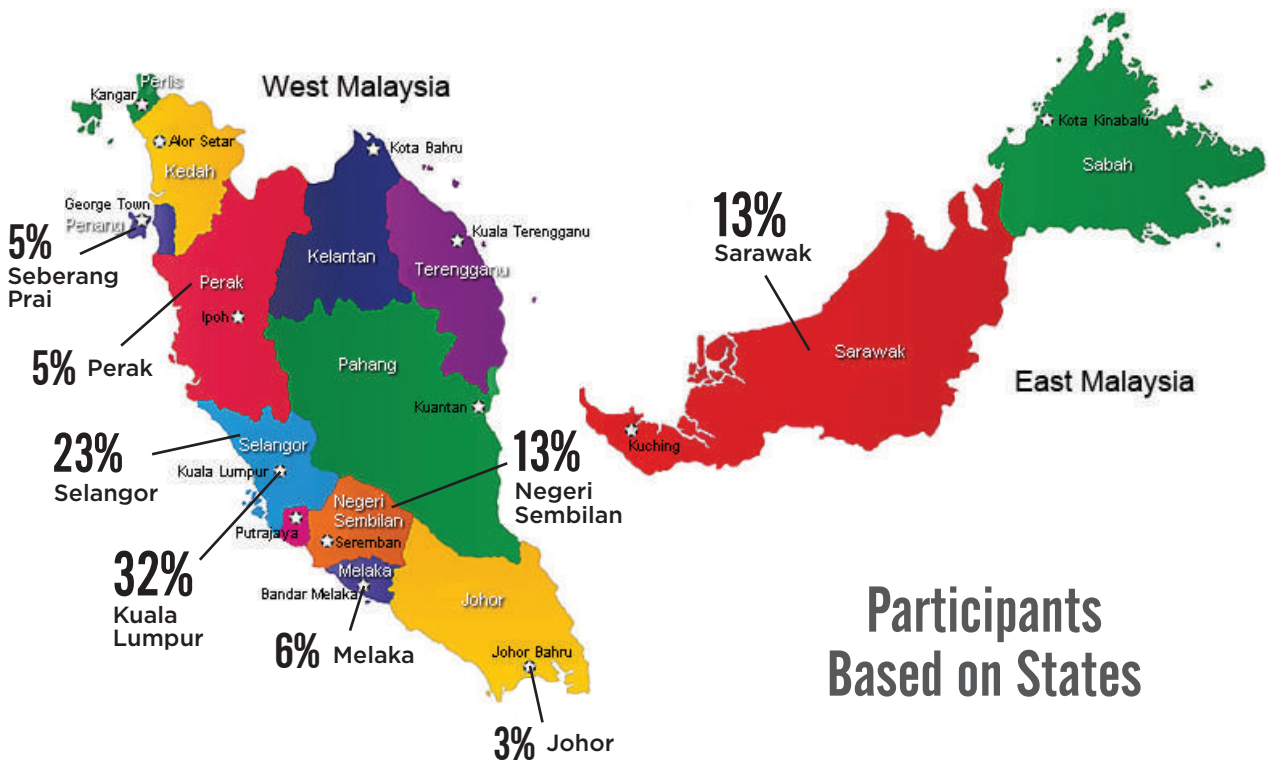 West Malaysia
Perlis
Kangar
Alor Setar
Kedah
Kota Bahru
George Town
Penang
5%
Seberang
Prai
Kelantan
Kuala Terengganu
Terengganu
Perak
Ipoh
5% Perak
Pahang
Kuantan
23%
Selangor
Selangor
Kuala Lumpur
13%
Negeri
Sembilan
Negeri
Sembilan
Putrajaya
Seremban
32%
Kuala
Lumpur
Melaka
Bandar Melaka
6% Melaka
Johor
Johor Bahru
3% Johor
Kota Kinabalu
Sabah
13%
Sarawak
Sarawak
East Malaysia
Kuching
Participants
Based on States